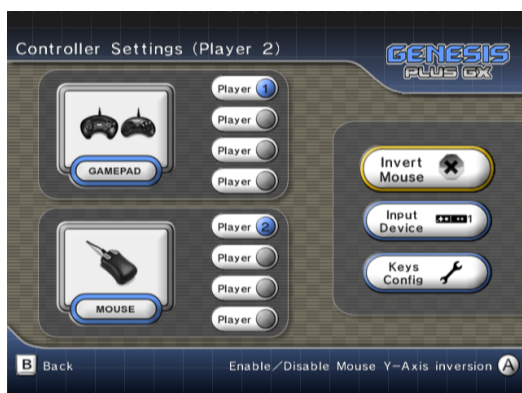 Controller Settings (Player 2)
GENESIS
PLUS GX
GAMEPAD
Player 1
Player
Player
Player
MOUSE
Player 2
Player
Player
Player
Invert
Mouse
Input
Device 1
Keys
Config
B Back
Enable/Disable Mouse Y-Axis inversion A